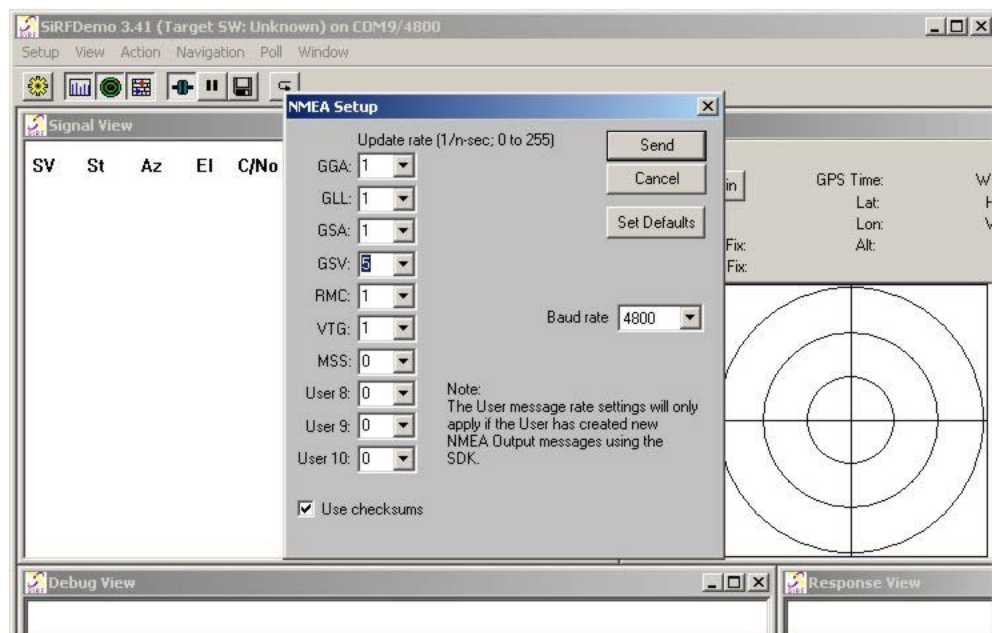 SiRFDemo 3.41 (Target SW: Unknown) on COM9/4800
Setup View Action Navigation Poll Window
Signal View
SV St Az El C/No
NMEA Setup
Update rate (1/n-sec; 0 to 255)
GGA: 1
GLL: 1
GSA: 1
GSV: 5
RMC: 1
VTG: 1
MSS: 0
User 8: 0
User 9: 0
User 10: 0
Use checksums
Send
Cancel
Set Defaults
Baud rate 4800
Note:
The User message rate settings will only
apply if the User has created new
NMEA Output messages using the
SDK.
in
GPS Time:
W
Lat:
Lon:
Fix:
Alt:
Fix:
Debug View
Response View